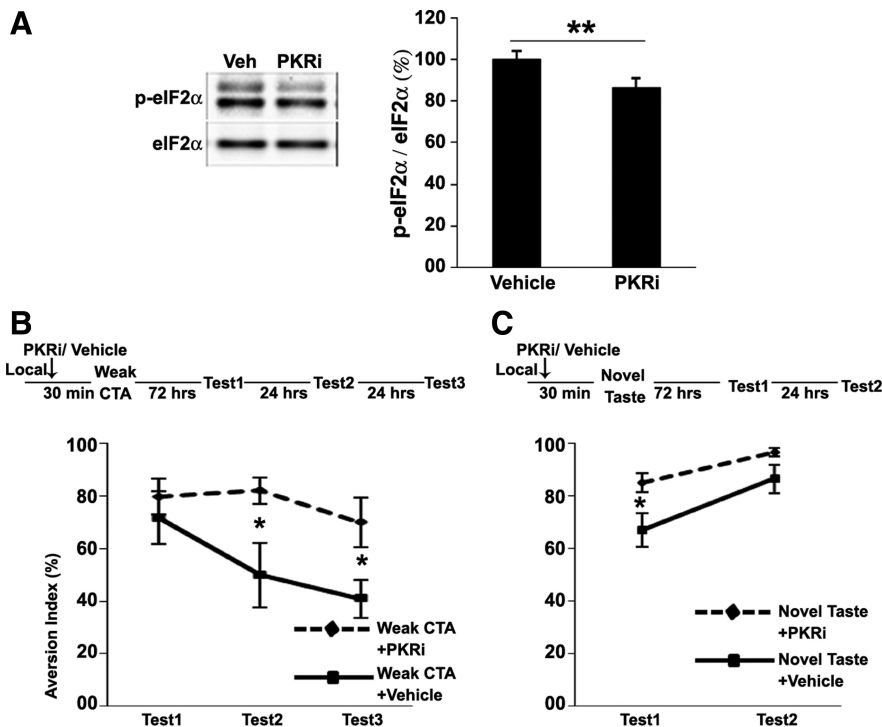 A
Veh PKRi
p-eIF2α
eIF2α
p-eIF2α / eIF2α (%)
120
100
80
60
40
20
00
**
Vehicle PKRi
B
PKRi/ Vehicle
Local
30 min
Weak
CTA
72 hrs
Test1
24 hrs
Test2
24 hrs
Test3
Aversion Index (%)
100
80
60
40
20
00
*
*
Weak CTA
+PKRi
Weak CTA
+Vehicle
Test1 Test2 Test3
C
PKRi/ Vehicle
Local
30 min
Novel
Taste
72 hrs
Test1
24 hrs
Test2
100
80
60
40
20
00
*
Novel Taste
+PKRi
Novel Taste
+Vehicle
Test1 Test2